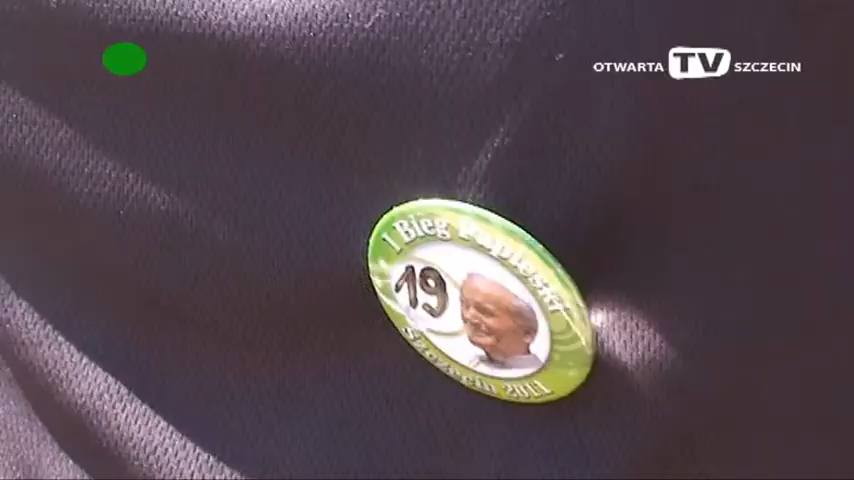 OTWARTA TV SZCZECIN
I Bieg Papieski
19
Szczecin 2011